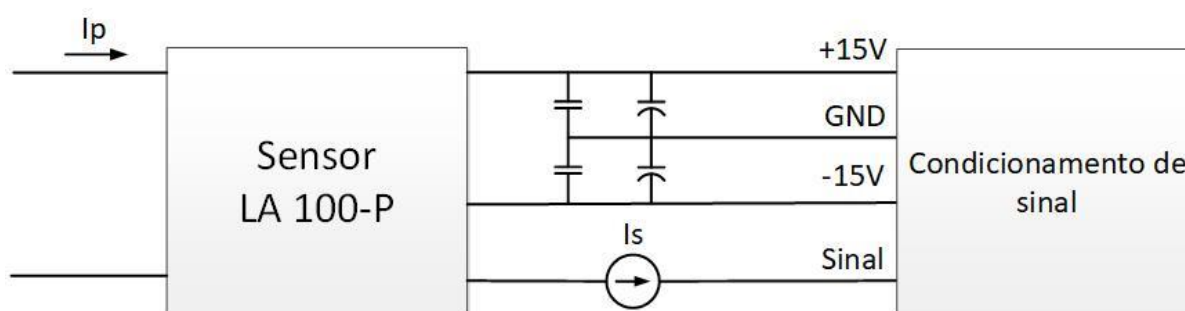 Ip
+15V
GND
-15V
Sensor
LA 100-P
Condicionamento de
sinal
Is
Sinal